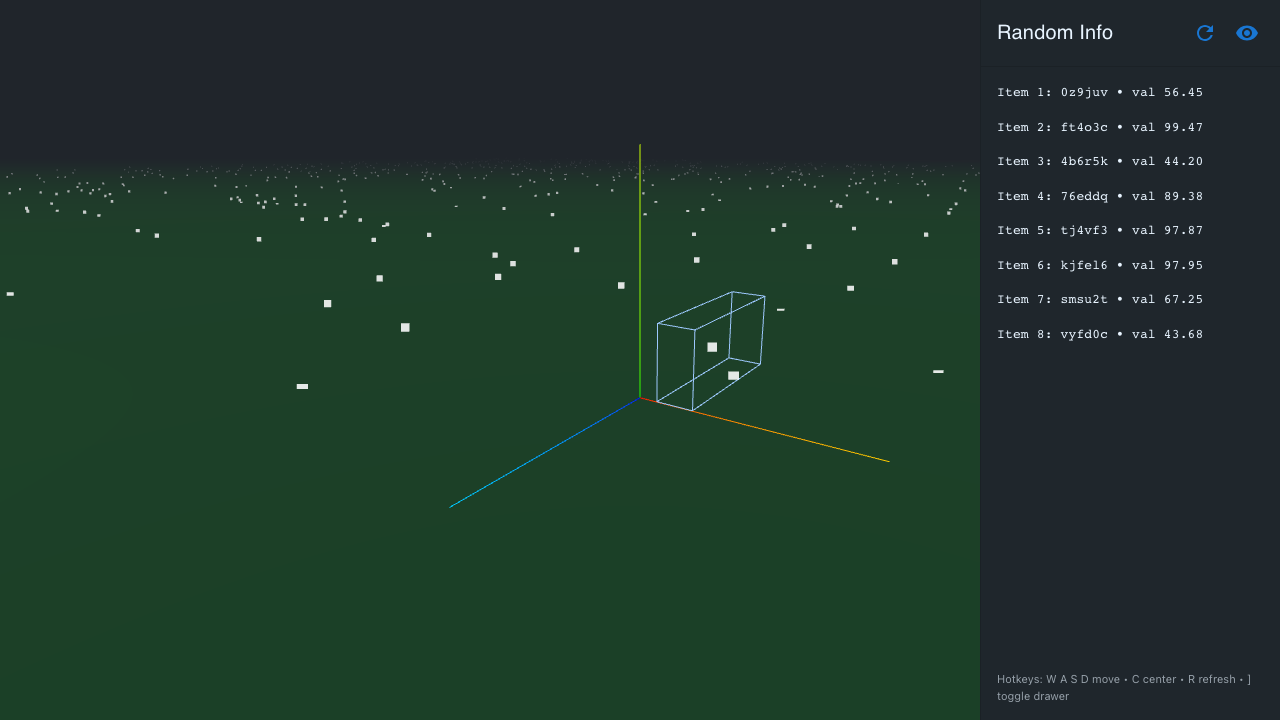 Random Info
Item 1: 0z9juv • val 56.45
Item 2: ft4o3c • val 99.47
Item 3: 4b6r5k • val 44.20
Item 4: 76eddq • val 89.38
Item 5: tj4vf3 • val 97.87
Item 6: kjfel6 • val 97.95
Item 7: smsu2t • val 67.25
Item 8: vyfd0c • val 43.68
Hotkeys: W A S D move • C center • R refresh • ]
toggle drawer